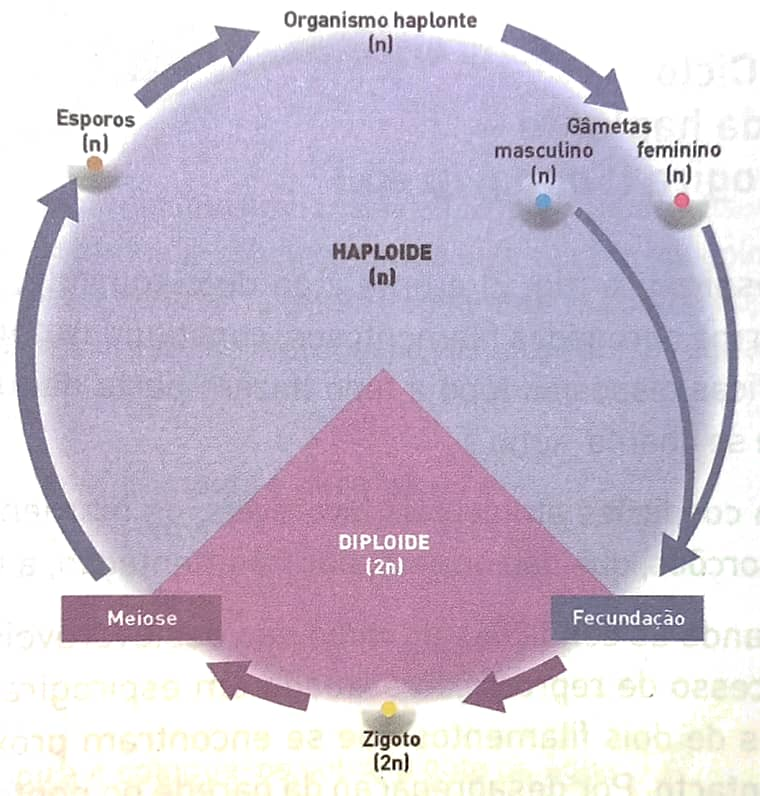 Organismo haplonte
(n)
Esporos
(n)
Gâmetas
masculino
(n)
feminino
(n)
HAPLOIDE
(n)
DIPLOIDE
(2n)
Meiose
Fecundação
Zigoto
(2n)